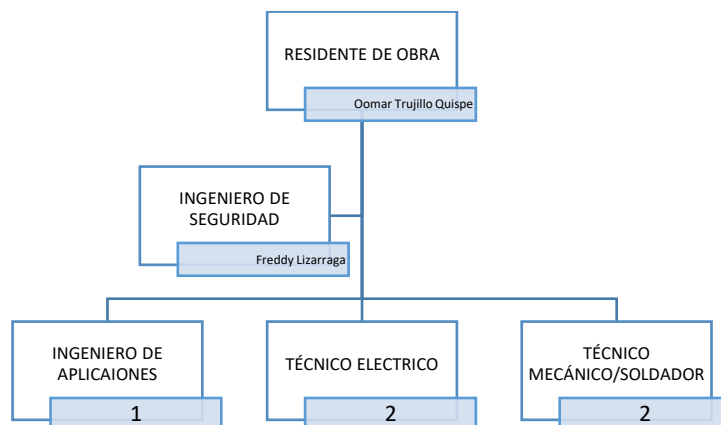 RESIDENTE DE OBRA
Oomar Trujillo Quispe
INGENIERO DE
SEGURIDAD
Freddy Lizarraga
INGENIERO DE
APLICAIONES
1
TÉCNICO ELECTRICO
2
TÉCNICO
MECÁNICO/SOLDADOR
2